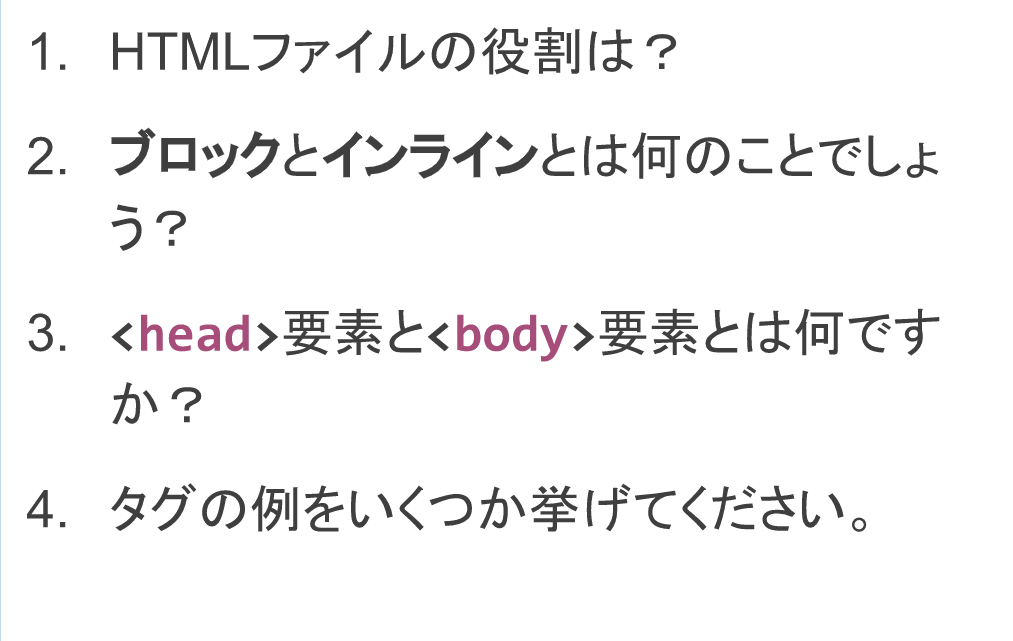 1. HTMLファイルの役割は？
2. ブロックとインラインとは何のことでしょ
う？
3. <head>要素と<body>要素とは何です
か？
4. タグの例をいくつか挙げてください。